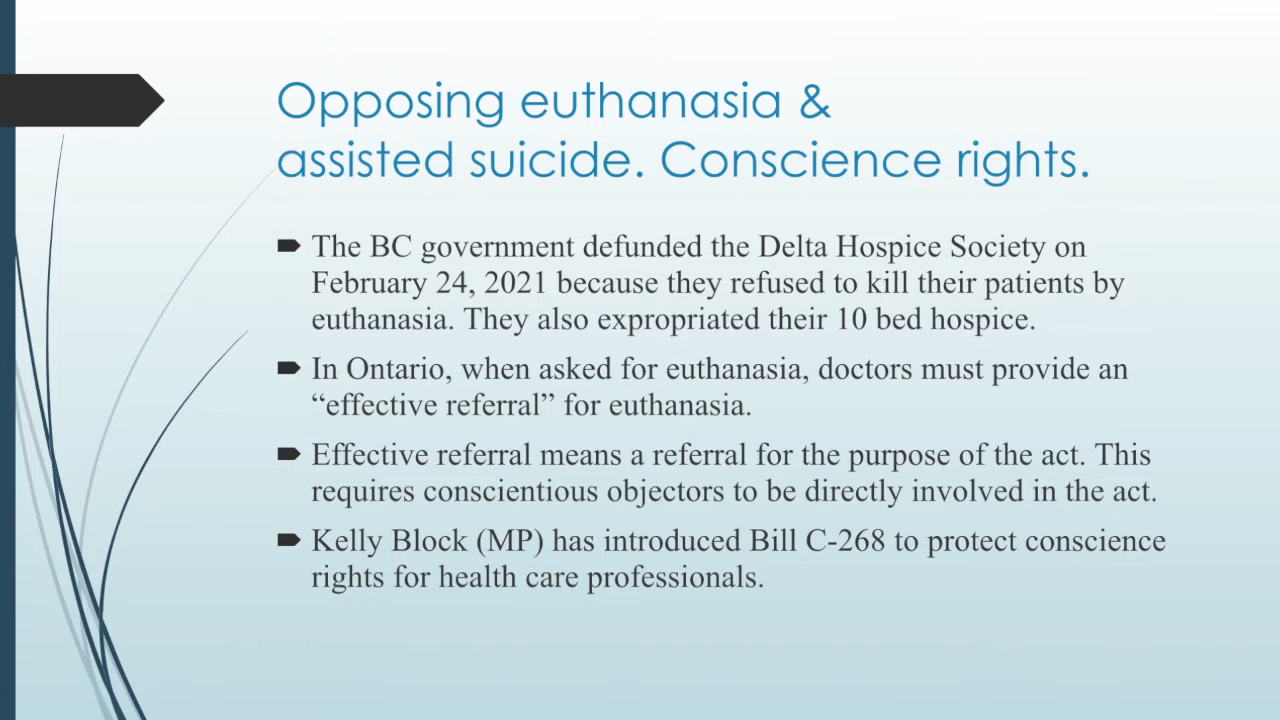 Opposing euthanasia &
assisted suicide. Conscience rights.
The BC government defunded the Delta Hospice Society on
February 24, 2021 because they refused to kill their patients by
euthanasia. They also expropriated their 10 bed hospice.
In Ontario, when asked for euthanasia, doctors must provide an
“effective referral” for euthanasia.
Effective referral means a referral for the purpose of the act. This
requires conscientious objectors to be directly involved in the act.
Kelly Block (MP) has introduced Bill C-268 to protect conscience
rights for health care professionals.